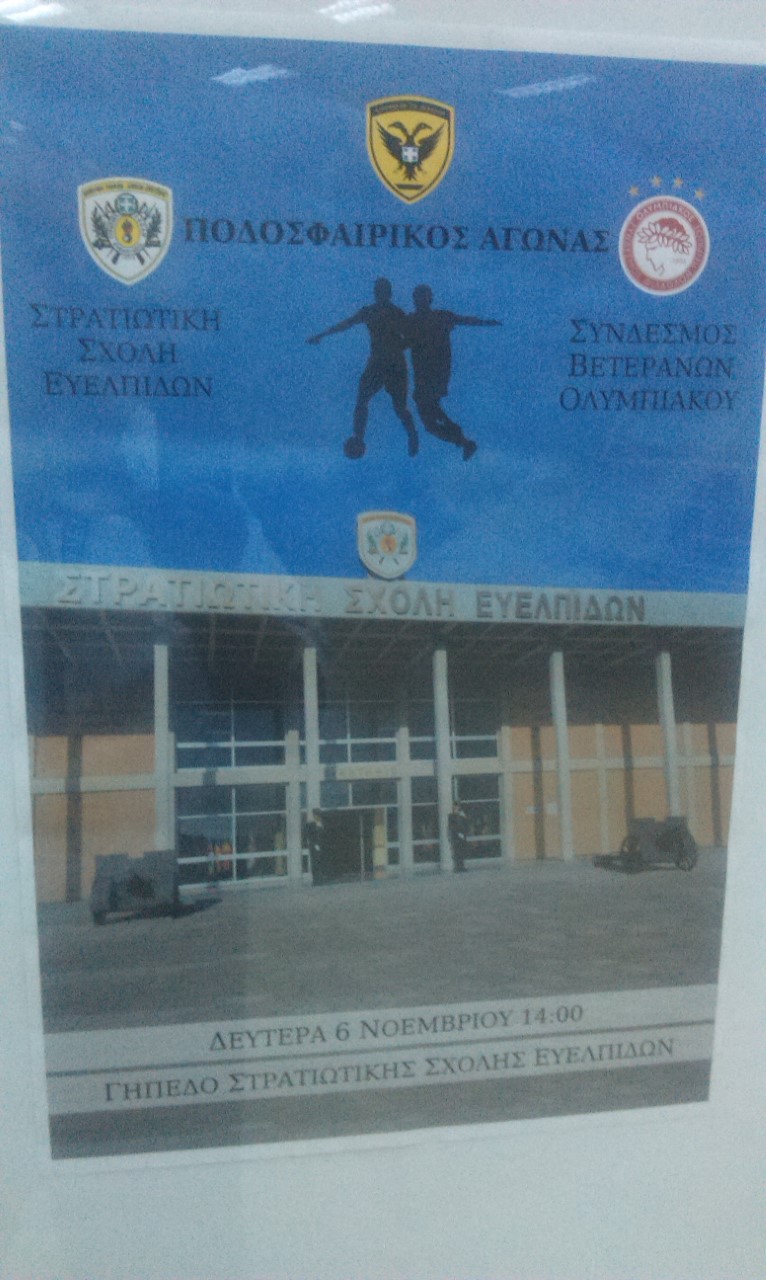 ΠΟΔΟΣΦΑΙΡΙΚΟΣ ΑΓΩΝΑΣ
ΣΤΡΑΤΙΩΤΙΚΗ
ΣΧΟΛΗ
ΕΥΕΛΠΙΔΩΝ
ΣΥΝΔΕΣΜΟΣ
ΒΕΤΕΡΑΝΩΝ
ΟΛΥΜΠΙΑΚΟΥ
ΣΤΡΑΤΙΩΤΙΚΗ ΣΧΟΛΗ ΕΥΕΛΠΙΔΩΝ
ΔΕΥΤΕΡΑ 6 ΝΟΕΜΒΡΙΟΥ 14:00
ΓΗΠΕΔΟ ΣΤΡΑΤΙΩΤΙΚΗΣ ΣΧΟΛΗΣ ΕΥΕΛΠΙΔΩΝ